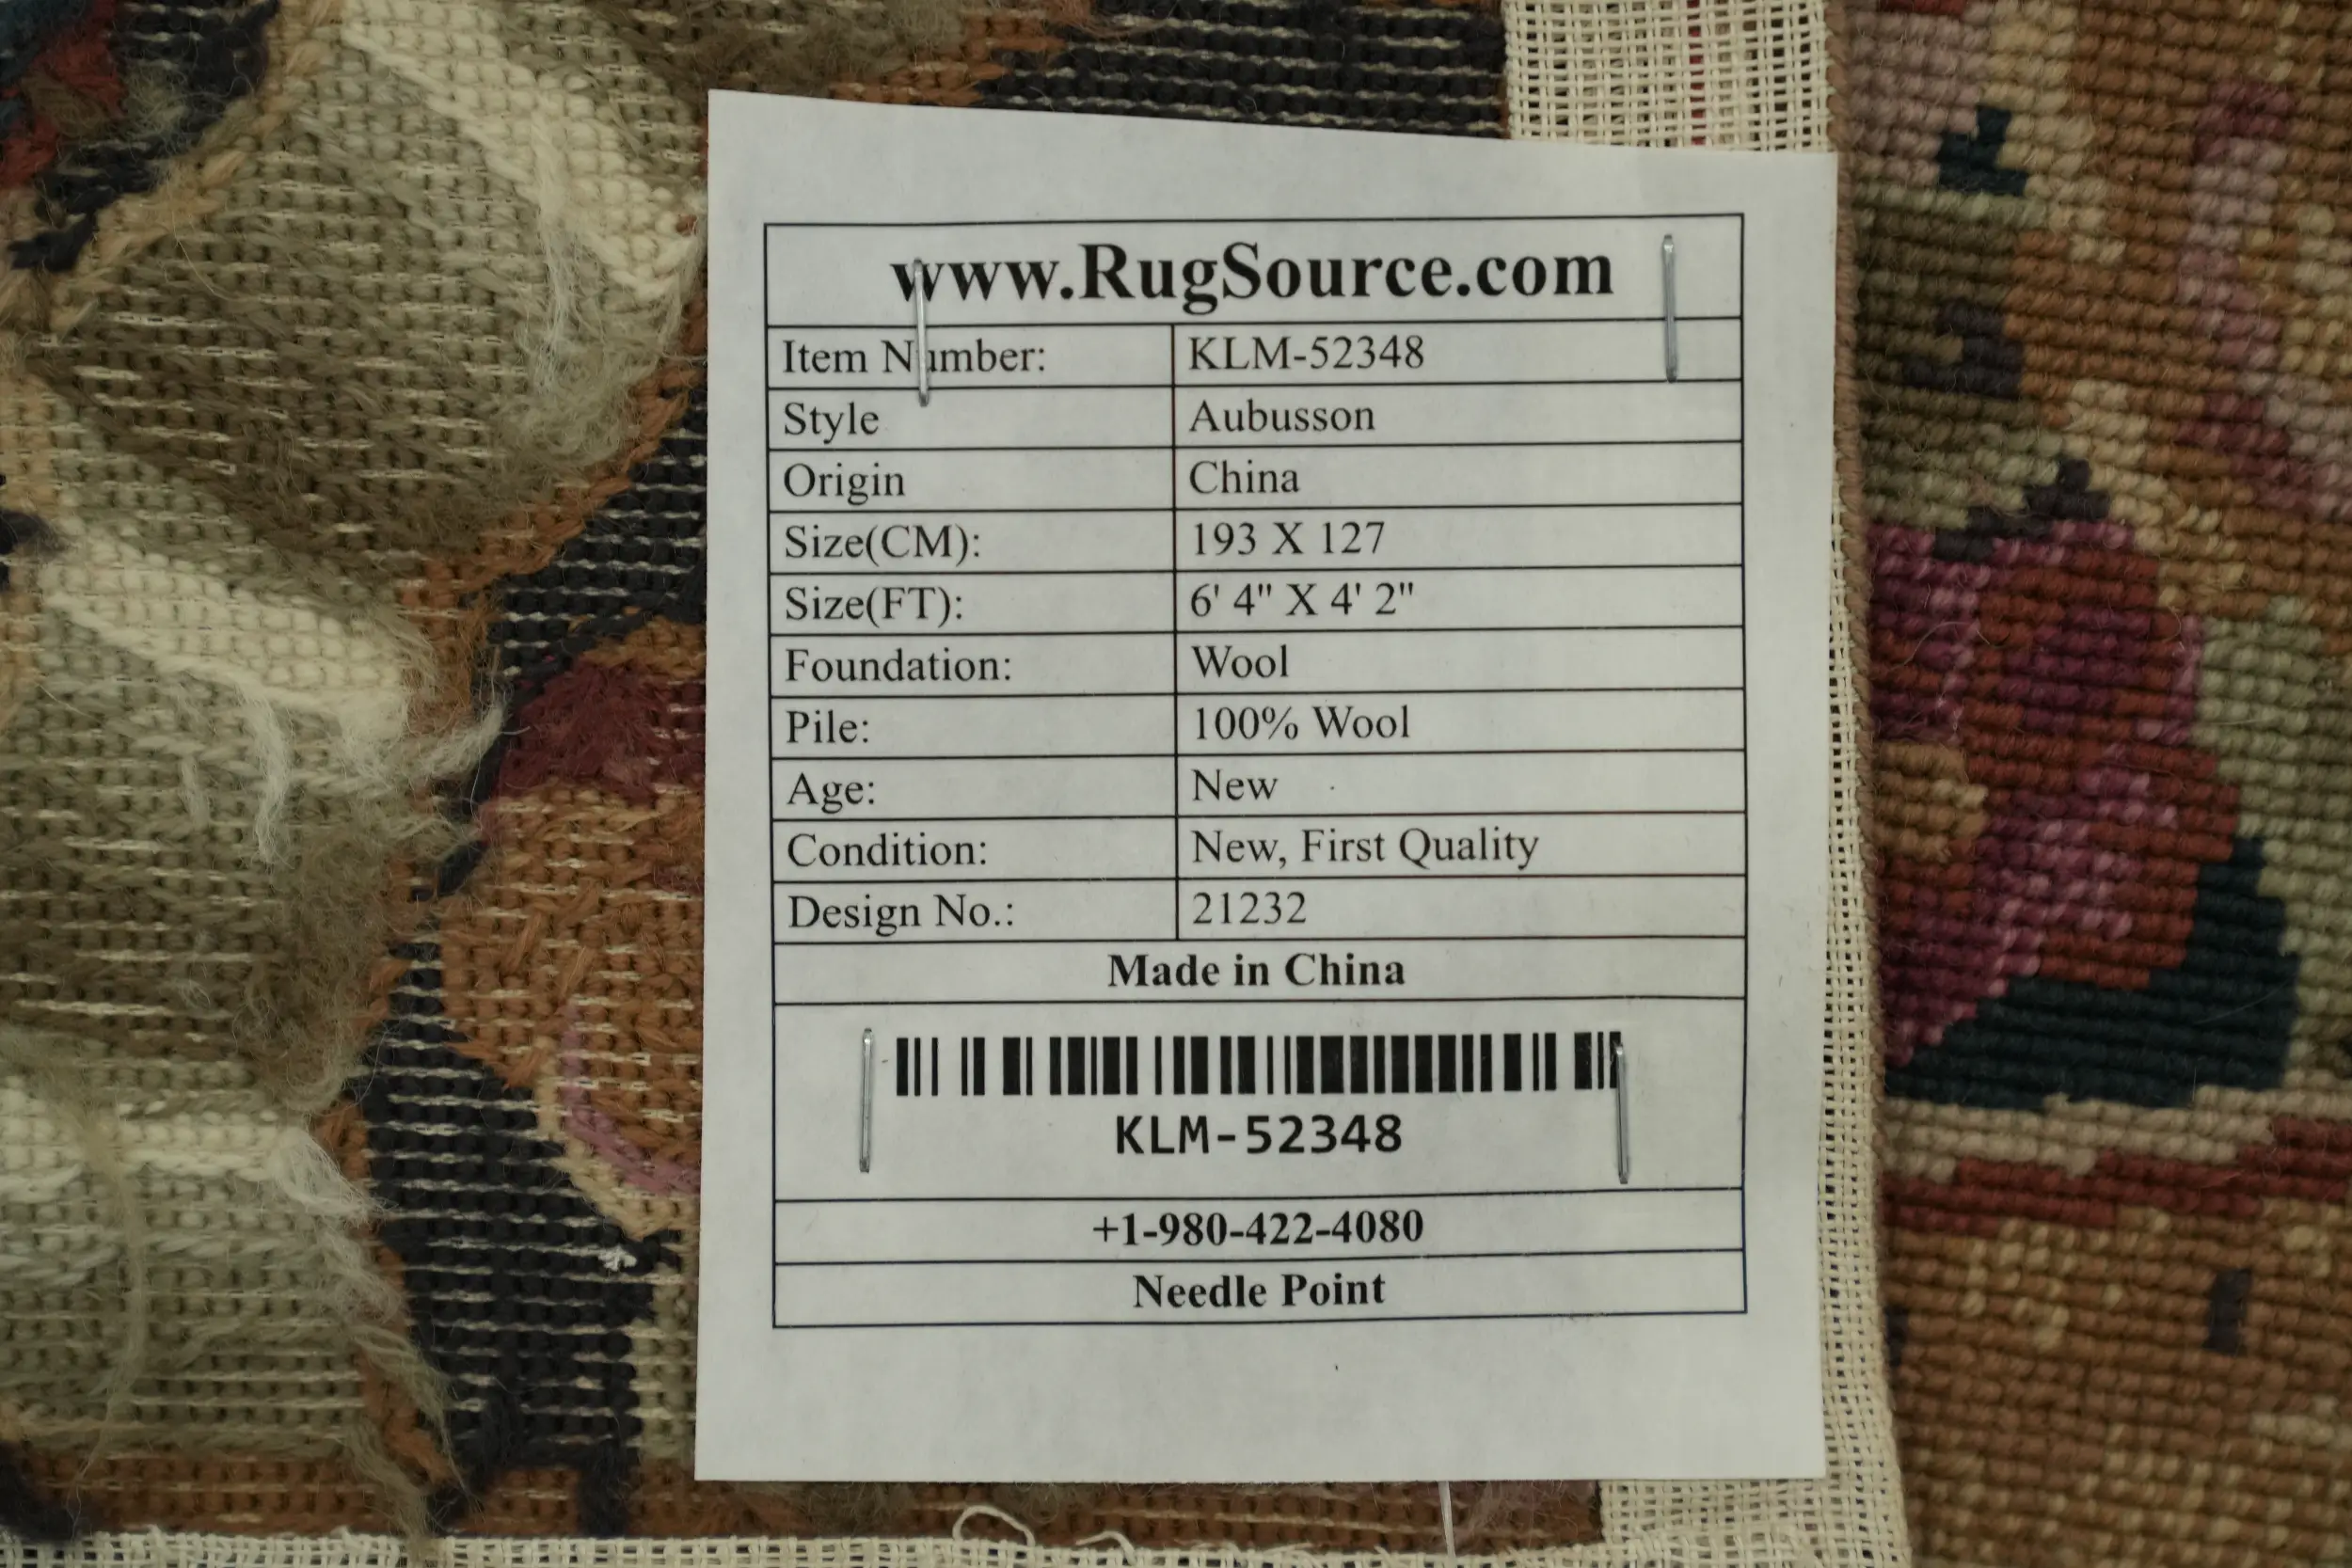 www.RugSource.com
Item Number: KLM-52348
Style Aubusson
Origin China
Size(CM): 193 X 127
Size(FT): 6' 4" X 4' 2"
Foundation: Wool
Pile: 100% Wool
Age: New
Condition: New, First Quality
Design No.: 21232
Made in China
KLM-52348
+1-980-422-4080
Needle Point